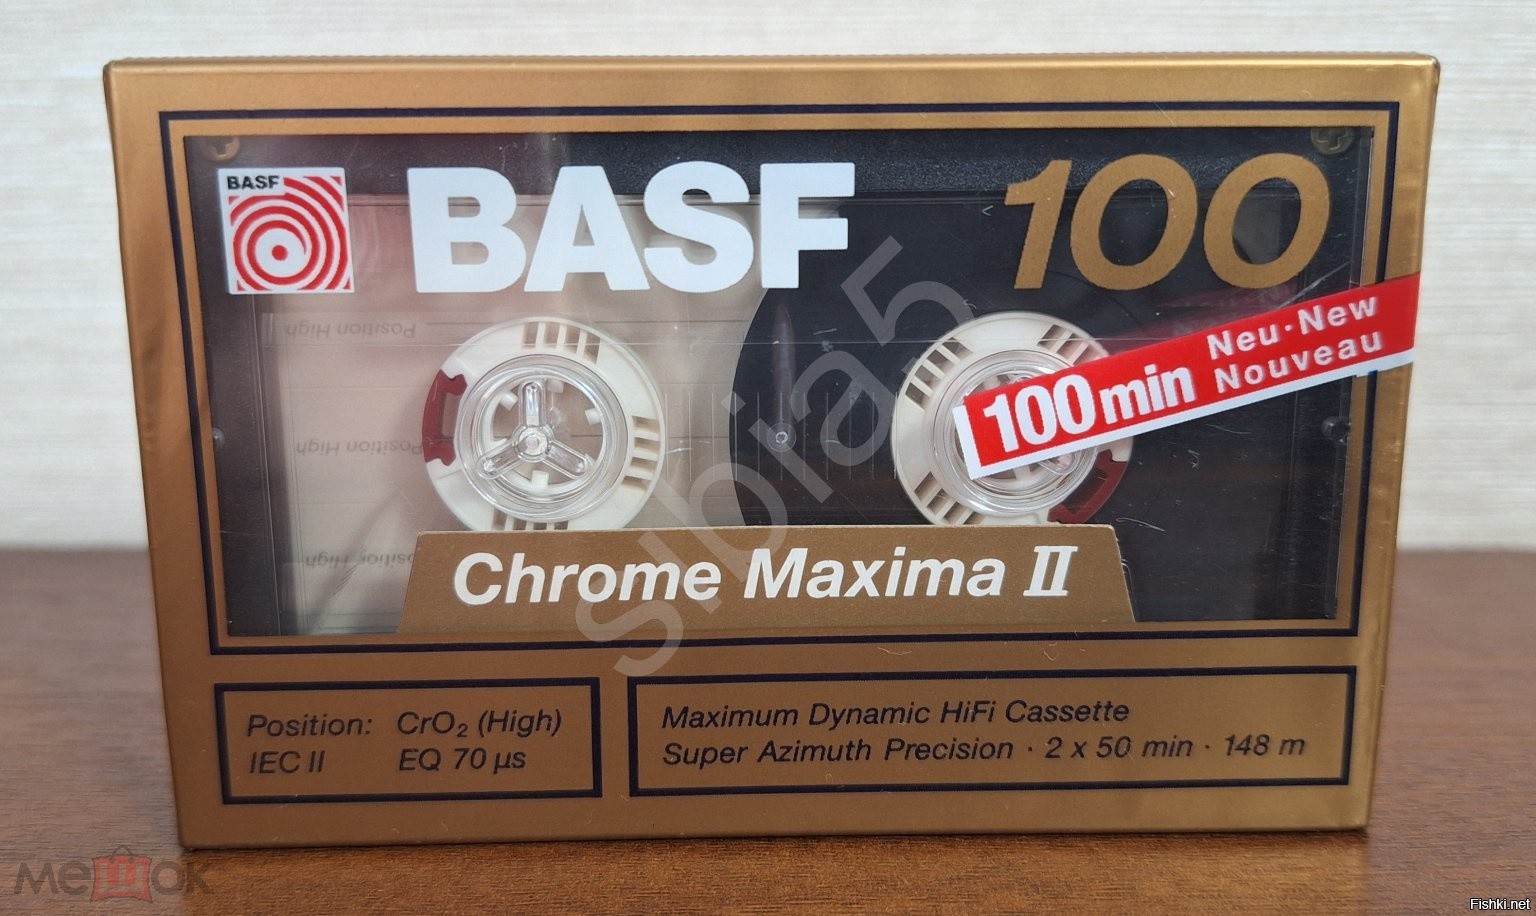 BASF
BASF
100
Neu·New
Nouveau
100min
Position High
Position High
Position High
Chrome Maxima II
Position: CrO₂ (High)
IEC II EQ 70 µs
Maximum Dynamic HiFi Cassette
Super Azimuth Precision · 2 x 50 min · 148 m
sibia5
мешок
Fishki.net